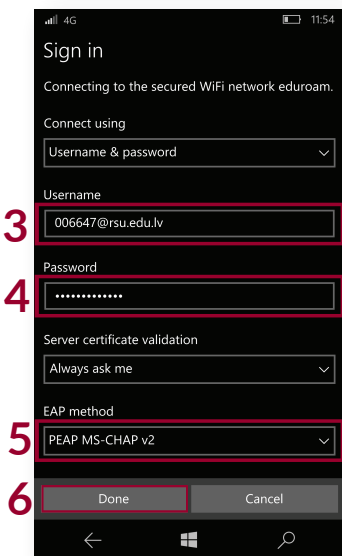 4G 11:54
Sign in
Connecting to the secured WiFi network eduroam.
Connect using
Username & password
Username
3 006647@rsu.edu.lv
Password
4 •••••••••••••
Server certificate validation
Always ask me
EAP method
5 PEAP MS-CHAP v2
6 Done Cancel